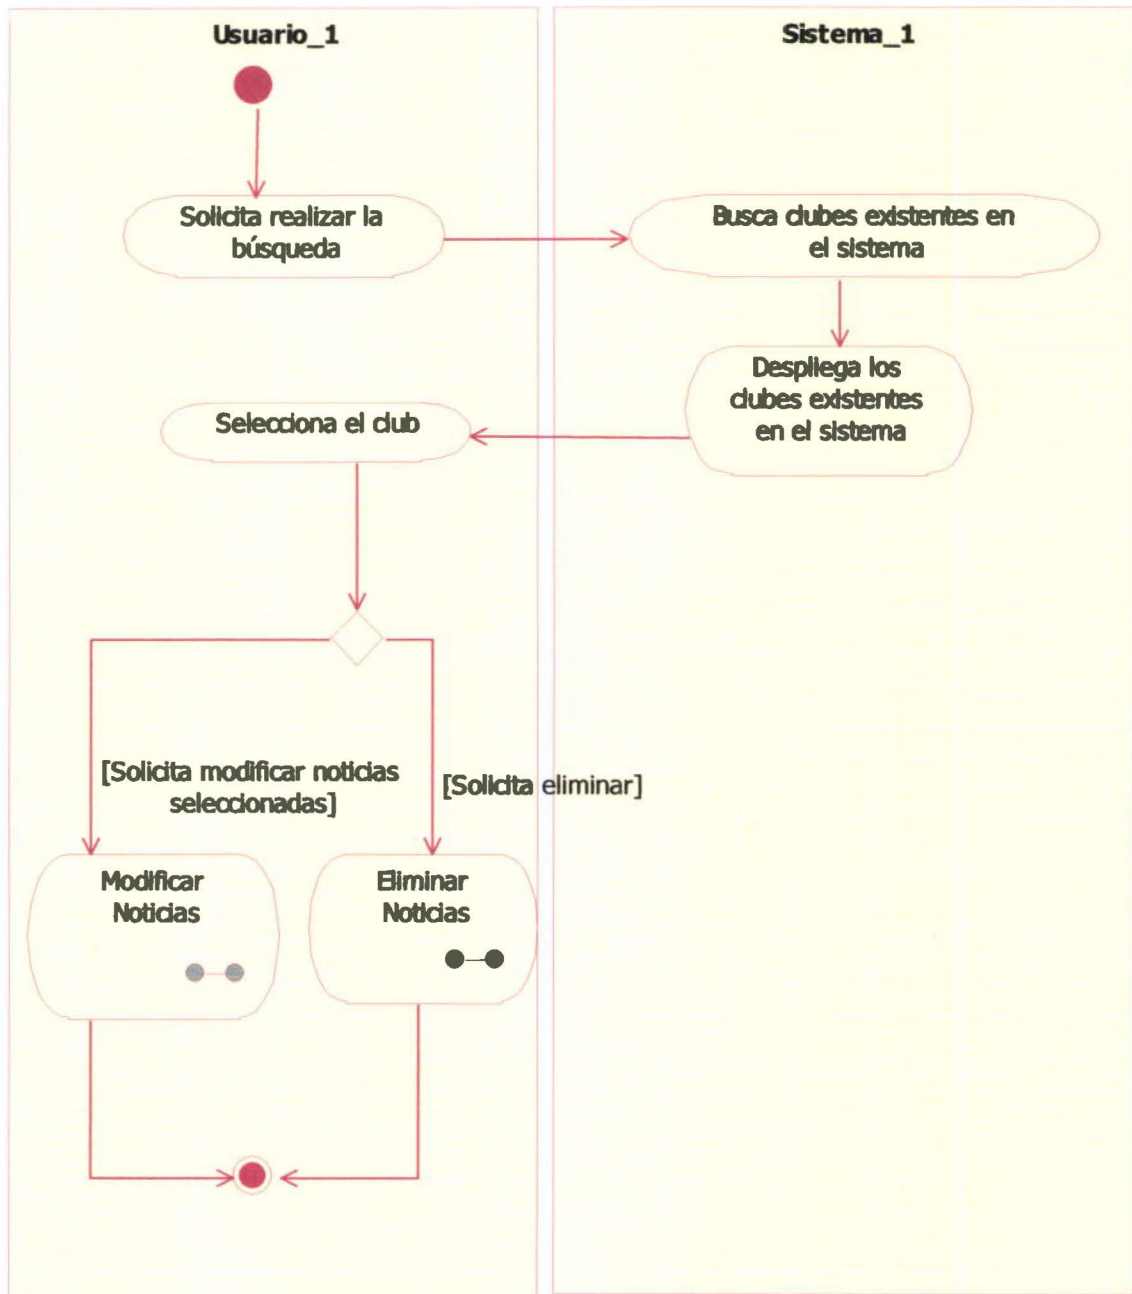 Usuario_1
Sistema_1
Solicita realizar la
búsqueda
Busca clubes existentes en
el sistema
Despliega los
clubes existentes
en el sistema
Selecciona el club
[Solicita modificar noticias
seleccionadas]
[Solicita eliminar]
Modificar
Noticias
Eliminar
Noticias